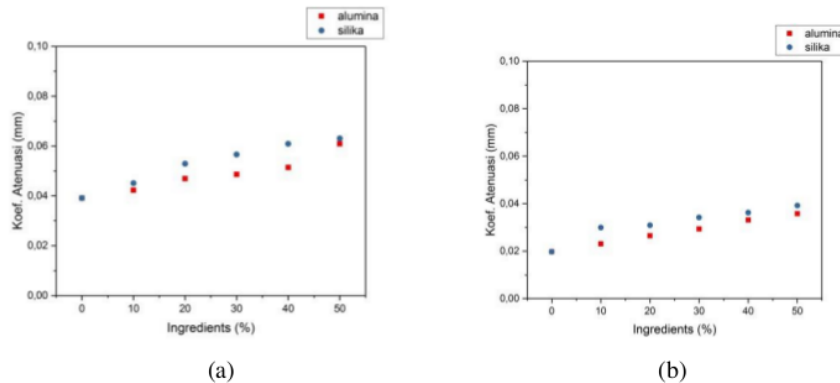 alumina
silika
0,10
0,08
0,06
0,04
0,02
0,00
Koef. Atenuasi (mm)
0 10 20 30 40 50
Ingredients (%)
(a)
alumina
silika
0,10
0,08
0,06
0,04
0,02
0,00
Koef. Atenuasi (mm)
0 10 20 30 40 50
Ingredients (%)
(b)